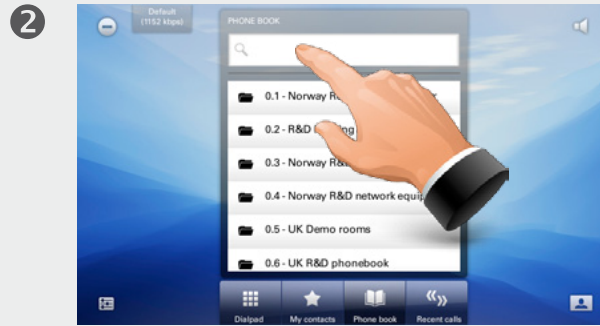 2
Default
(1152 kbps)
PHONE BOOK
0.1 - Norway
0.2 - R&D
0.3 - Norway
0.4 - Norway R&D network
0.5 - UK Demo rooms
0.6 - UK R&D phonebook
Dialpad My contacts Phone book Recent calls